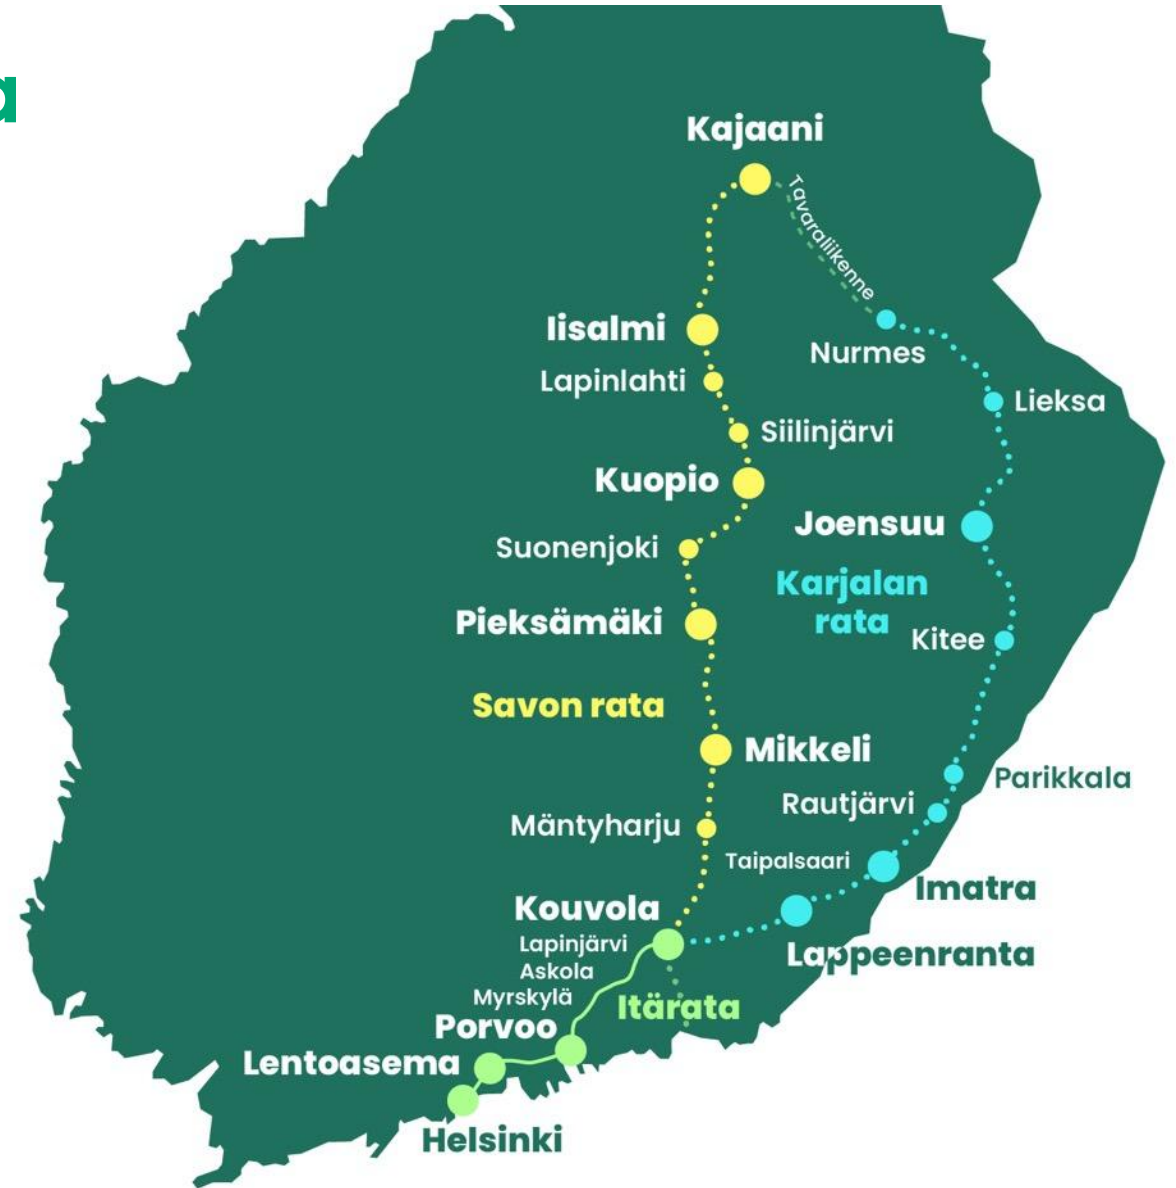 a
Kajaani
Tavaraliikenne
Iisalmi
Nurmes
Lapinlahti
Lieksa
Siilinjärvi
Kuopio
Joensuu
Suonenjoki
Karjalan
rata
Pieksämäki
Kitee
Savon rata
Mikkeli
Parikkala
Rautjärvi
Mäntyharju
Taipalsaari
Imatra
Kouvola
Lapinjärvi
Lappeenranta
Askola
Myrskylä
Itärata
Porvoo
Lentoasema
Helsinki